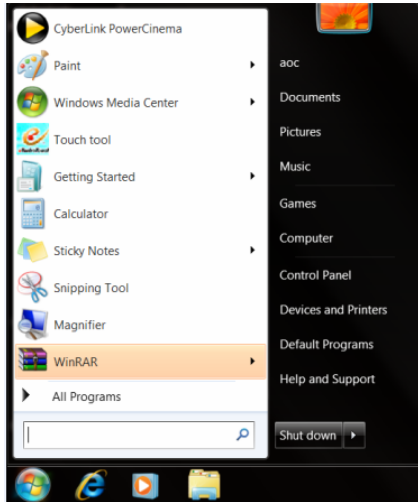 CyberLink PowerCinema
Paint
Windows Media Center
Touch tool
Getting Started
Calculator
Sticky Notes
Snipping Tool
Magnifier
WinRAR
All Programs
aoc
Documents
Pictures
Music
Games
Computer
Control Panel
Devices and Printers
Default Programs
Help and Support
Shut down